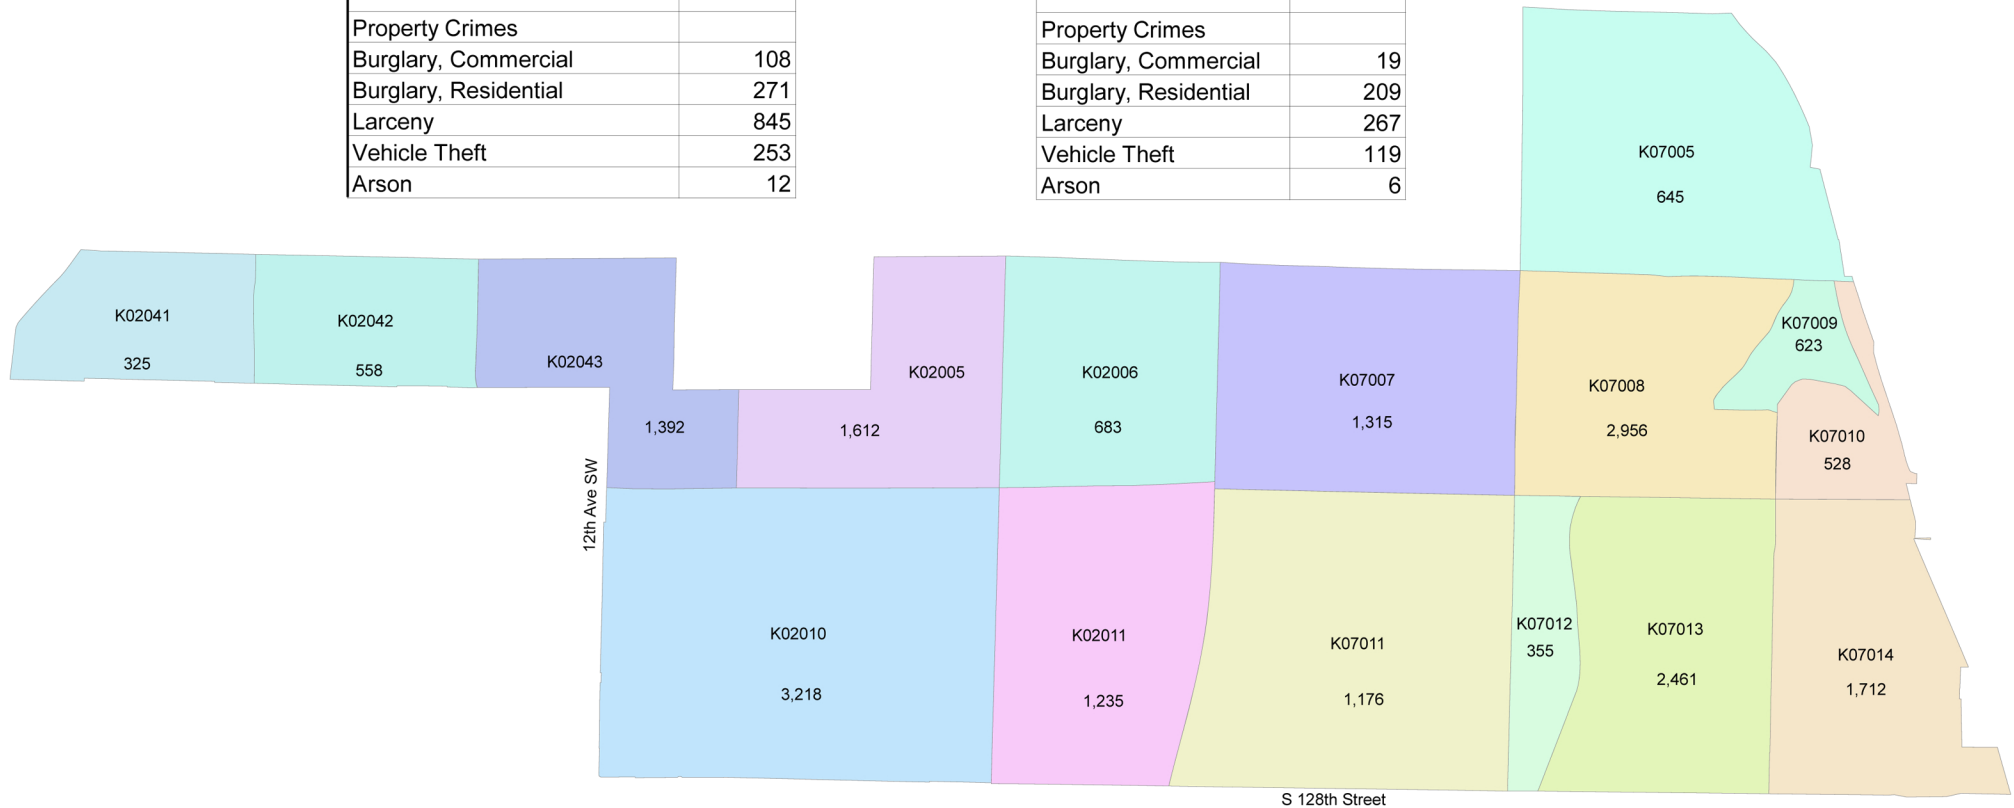 Property Crimes
Burglary, Commercial 108
Burglary, Residential 271
Larceny 845
Vehicle Theft 253
Arson 12
Property Crimes
Burglary, Commercial 19
Burglary, Residential 209
Larceny 267
Vehicle Theft 119
Arson 6
K07005
645
K02041
325
K02042
558
K02043
1,392
K02005
1,612
K02006
683
K07007
1,315
K07008
2,956
K07009
623
K07010
528
12th Ave SW
K02010
3,218
K02011
1,235
K07011
1,176
K07012
355
K07013
2,461
K07014
1,712
S 128th Street